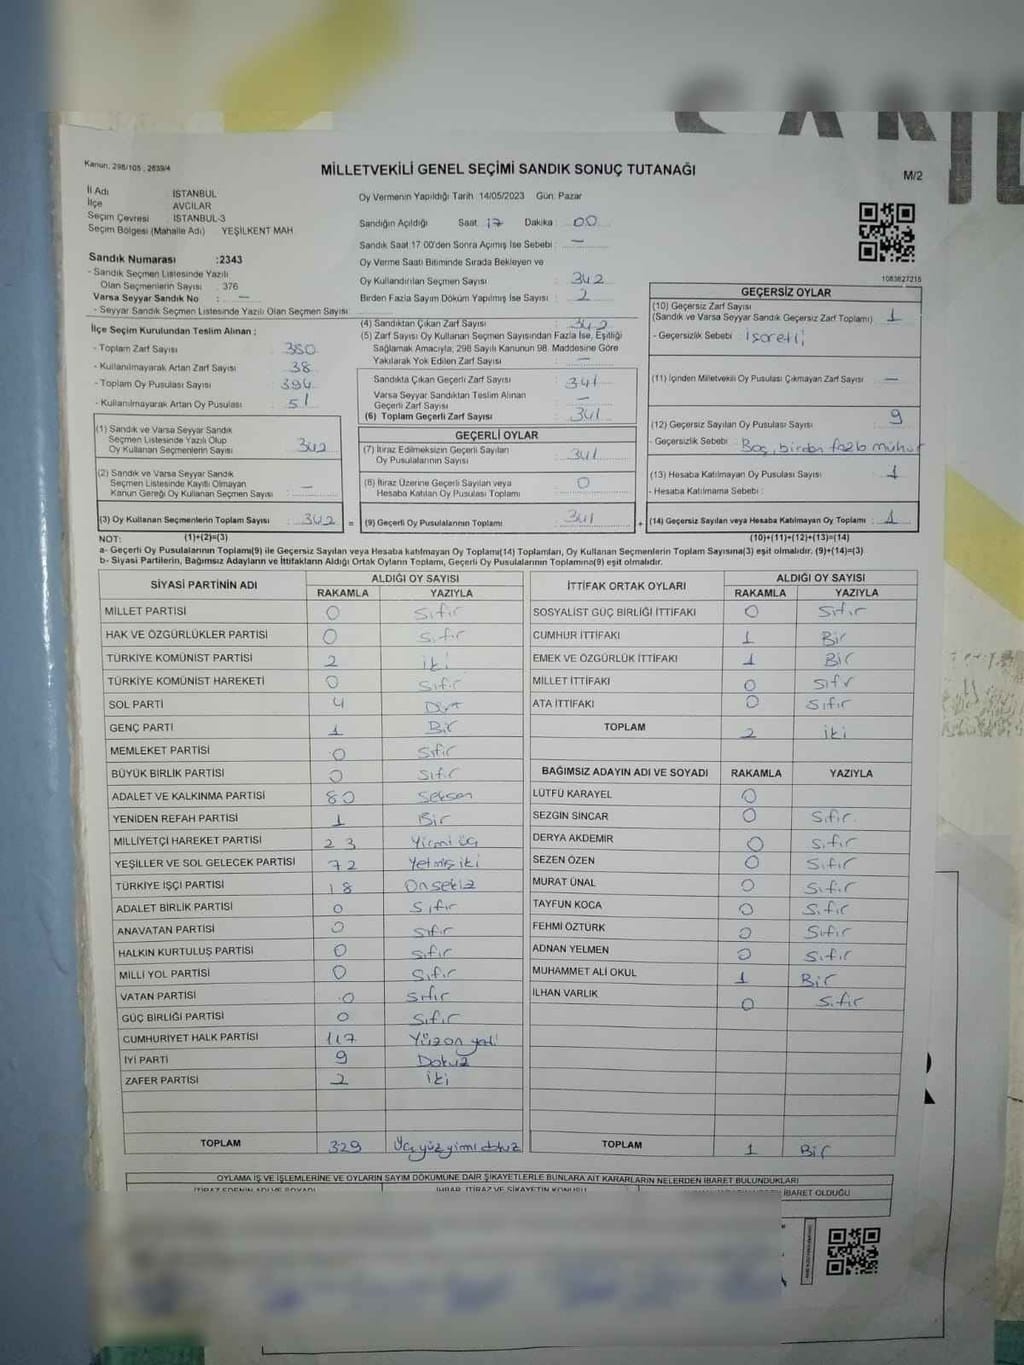 SANDIK
Kanun, 298/105 , 2839/4
MİLLETVEKİLİ GENEL SEÇİMİ SANDIK SONUÇ TUTANAĞI
M/2
İl Adı İSTANBUL
İlçe AVCILAR
Seçim Çevresi İSTANBUL-3
Seçim Bölgesi (Mahalle Adı) YEŞİLKENT MAH
Oy Vermenin Yapıldığı Tarih 14/05/2023 Gün: Pazar
Sandığın Açıldığı Saat 17 Dakika : 00
Sandık Saat 17 00'den Sonra Açımış İse Sebebi : —
Oy Verme Saati Bitiminde Sırada Bekleyen ve
Oy Kullandırılan Seçmen Sayısı : 342
Birden Fazla Sayım Döküm Yapılmış İse Sayısı : 2
Sandık Numarası :2343
- Sandık Seçmen Listesinde Yazılı
Olan Seçmenlerin Sayısı : 376
Varsa Seyyar Sandık No : —
- Seyyar Sandık Seçmen Listesinde Yazılı Olan Seçmen Sayısı
İlçe Seçim Kurulundan Teslim Alınan ;
- Toplam Zarf Sayısı 380
- Kullanılmayarak Artan Zarf Sayısı : 38
- Toplam Oy Pusulası Sayısı : 394
- Kullanılmayarak Artan Oy Pusulası : 51
(1) Sandık ve Varsa Seyyar Sandık
Seçmen Listesinde Yazılı Olup
Oy Kullanan Seçmenlerin Sayısı : 342
(2) Sandık ve Varsa Seyyar Sandık
Seçmen Listesinde Kayıtlı Olmayan
Kanun Gereği Oy Kullanan Seçmen Sayısı : —
(3) Oy Kullanan Seçmenlerin Toplam Sayısı : 342
(4) Sandıktan Çıkan Zarf Sayısı : 342
(5) Zarf Sayısı Oy Kullanan Seçmen Sayısından Fazla İse, Eşitliği
Sağlamak Amacıyla, 298 Sayılı Kanunun 98. Maddesine Göre
Yakılarak Yok Edilen Zarf Sayısı : —
Sandıkta Çıkan Geçerli Zarf Sayısı : 341
Varsa Seyyar Sandıktan Teslim Alınan
Geçerli Zarf Sayısı : —
(6) Toplam Geçerli Zarf Sayısı : 341
GEÇERLİ OYLAR
(7) İtiraz Edilmeksizin Geçerli Sayılan
Oy Pusulalarının Sayısı : 341
(8) İtiraz Üzerine Geçerli Sayılan veya
Hesaba Katılan Oy Pusulası Toplamı : 0
= (9) Geçerli Oy Pusulalarının Toplamı : 341
1083827215
GEÇERSİZ OYLAR
(10) Geçersiz Zarf Sayısı
(Sandık ve Varsa Seyyar Sandık Geçersiz Zarf Toplamı) : 1
- Geçersizlik Sebebi : İşaretli
(11) İçinden Milletvekili Oy Pusulası Çıkmayan Zarf Sayısı : —
(12) Geçersiz Sayılan Oy Pusulası Sayısı : 9
- Geçersizlik Sebebi : Boş, birden fazla mühür
(13) Hesaba Katılmayan Oy Pusulası Sayısı : 1
- Hesaba Katılmama Sebebi :
+ (14) Geçersiz Sayılan veya Hesaba Katılmayan Oy Toplamı : 1
NOT: (1)+(2)=(3) (10)+(11)+(12)+(13)=(14)
a- Geçerli Oy Pusulalarının Toplamı(9) ile Geçersiz Sayılan veya Hesaba katılmayan Oy Toplamı(14) Toplamları, Oy Kullanan Seçmenlerin Toplam Sayısına(3) eşit olmalıdır. (9)+(14)=(3)
b- Siyasi Partilerin, Bağımsız Adayların ve İttifakların Aldığı Ortak Oyların Toplamı, Geçerli Oy Pusulalarının Toplamına(9) eşit olmalıdır.
SİYASİ PARTİNİN ADI ALDIĞI OY SAYISI
RAKAMLA YAZIYLA
MİLLET PARTİSİ 0 Sıfır
HAK VE ÖZGÜRLÜKLER PARTİSİ 0 Sıfır
TÜRKİYE KOMÜNİST PARTİSİ 2 iki
TÜRKİYE KOMÜNİST HAREKETİ 0 Sıfır
SOL PARTİ 4 Dört
GENÇ PARTİ 1 Bir
MEMLEKET PARTİSİ 0 Sıfır
BÜYÜK BİRLİK PARTİSİ 0 Sıfır
ADALET VE KALKINMA PARTİSİ 80 Seksen
YENİDEN REFAH PARTİSİ 1 Bir
MİLLİYETÇİ HAREKET PARTİSİ 23 Yirmi üç
YEŞİLLER VE SOL GELECEK PARTİSİ 72 Yetmiş iki
TÜRKİYE İŞÇİ PARTİSİ 18 Onsekiz
ADALET BİRLİK PARTİSİ 0 Sıfır
ANAVATAN PARTİSİ 0 Sıfır
HALKIN KURTULUŞ PARTİSİ 0 Sıfır
MİLLİ YOL PARTİSİ 0 Sıfır
VATAN PARTİSİ 0 Sıfır
GÜÇ BİRLİĞİ PARTİSİ 0 Sıfır
CUMHURİYET HALK PARTİSİ 117 Yüzon yedi
İYİ PARTİ 9 Dokuz
ZAFER PARTİSİ 2 iki
TOPLAM 329 Üçyüzyirmi dokuz
İTTİFAK ORTAK OYLARI ALDIĞI OY SAYISI
RAKAMLA YAZIYLA
SOSYALİST GÜÇ BİRLİĞİ İTTİFAKI 0 Sıfır
CUMHUR İTTİFAKI 1 Bir
EMEK VE ÖZGÜRLÜK İTTİFAKI 1 Bir
MİLLET İTTİFAKI 0 Sıfır
ATA İTTİFAKI 0 Sıfır
TOPLAM 2 iki
BAĞIMSIZ ADAYIN ADI VE SOYADI RAKAMLA YAZIYLA
LÜTFÜ KARAYEL 0
SEZGİN SİNCAR 0 Sıfır
DERYA AKDEMİR 0 Sıfır
SEZEN ÖZEN 0 Sıfır
MURAT ÜNAL 0 Sıfır
TAYFUN KOCA 0 Sıfır
FEHMİ ÖZTÜRK 0 Sıfır
ADNAN YELMEN 0 Sıfır
MUHAMMET ALİ OKUL 1 Bir
İLHAN VARLIK 0 Sıfır
TOPLAM 1 Bir
OYLAMA İŞ VE İŞLEMLERİNE VE OYLARIN SAYIM DÖKÜMÜNE DAİR ŞİKAYETLERLE BUNLARA AİT KARARLARIN NELERDEN İBARET BULUNDUKLARI
İTİRAZ EDENİN ADI VE SOYADI İHBAR, İTİRAZ VE ŞİKAYETİN KONUSU İBARET OLDUĞU